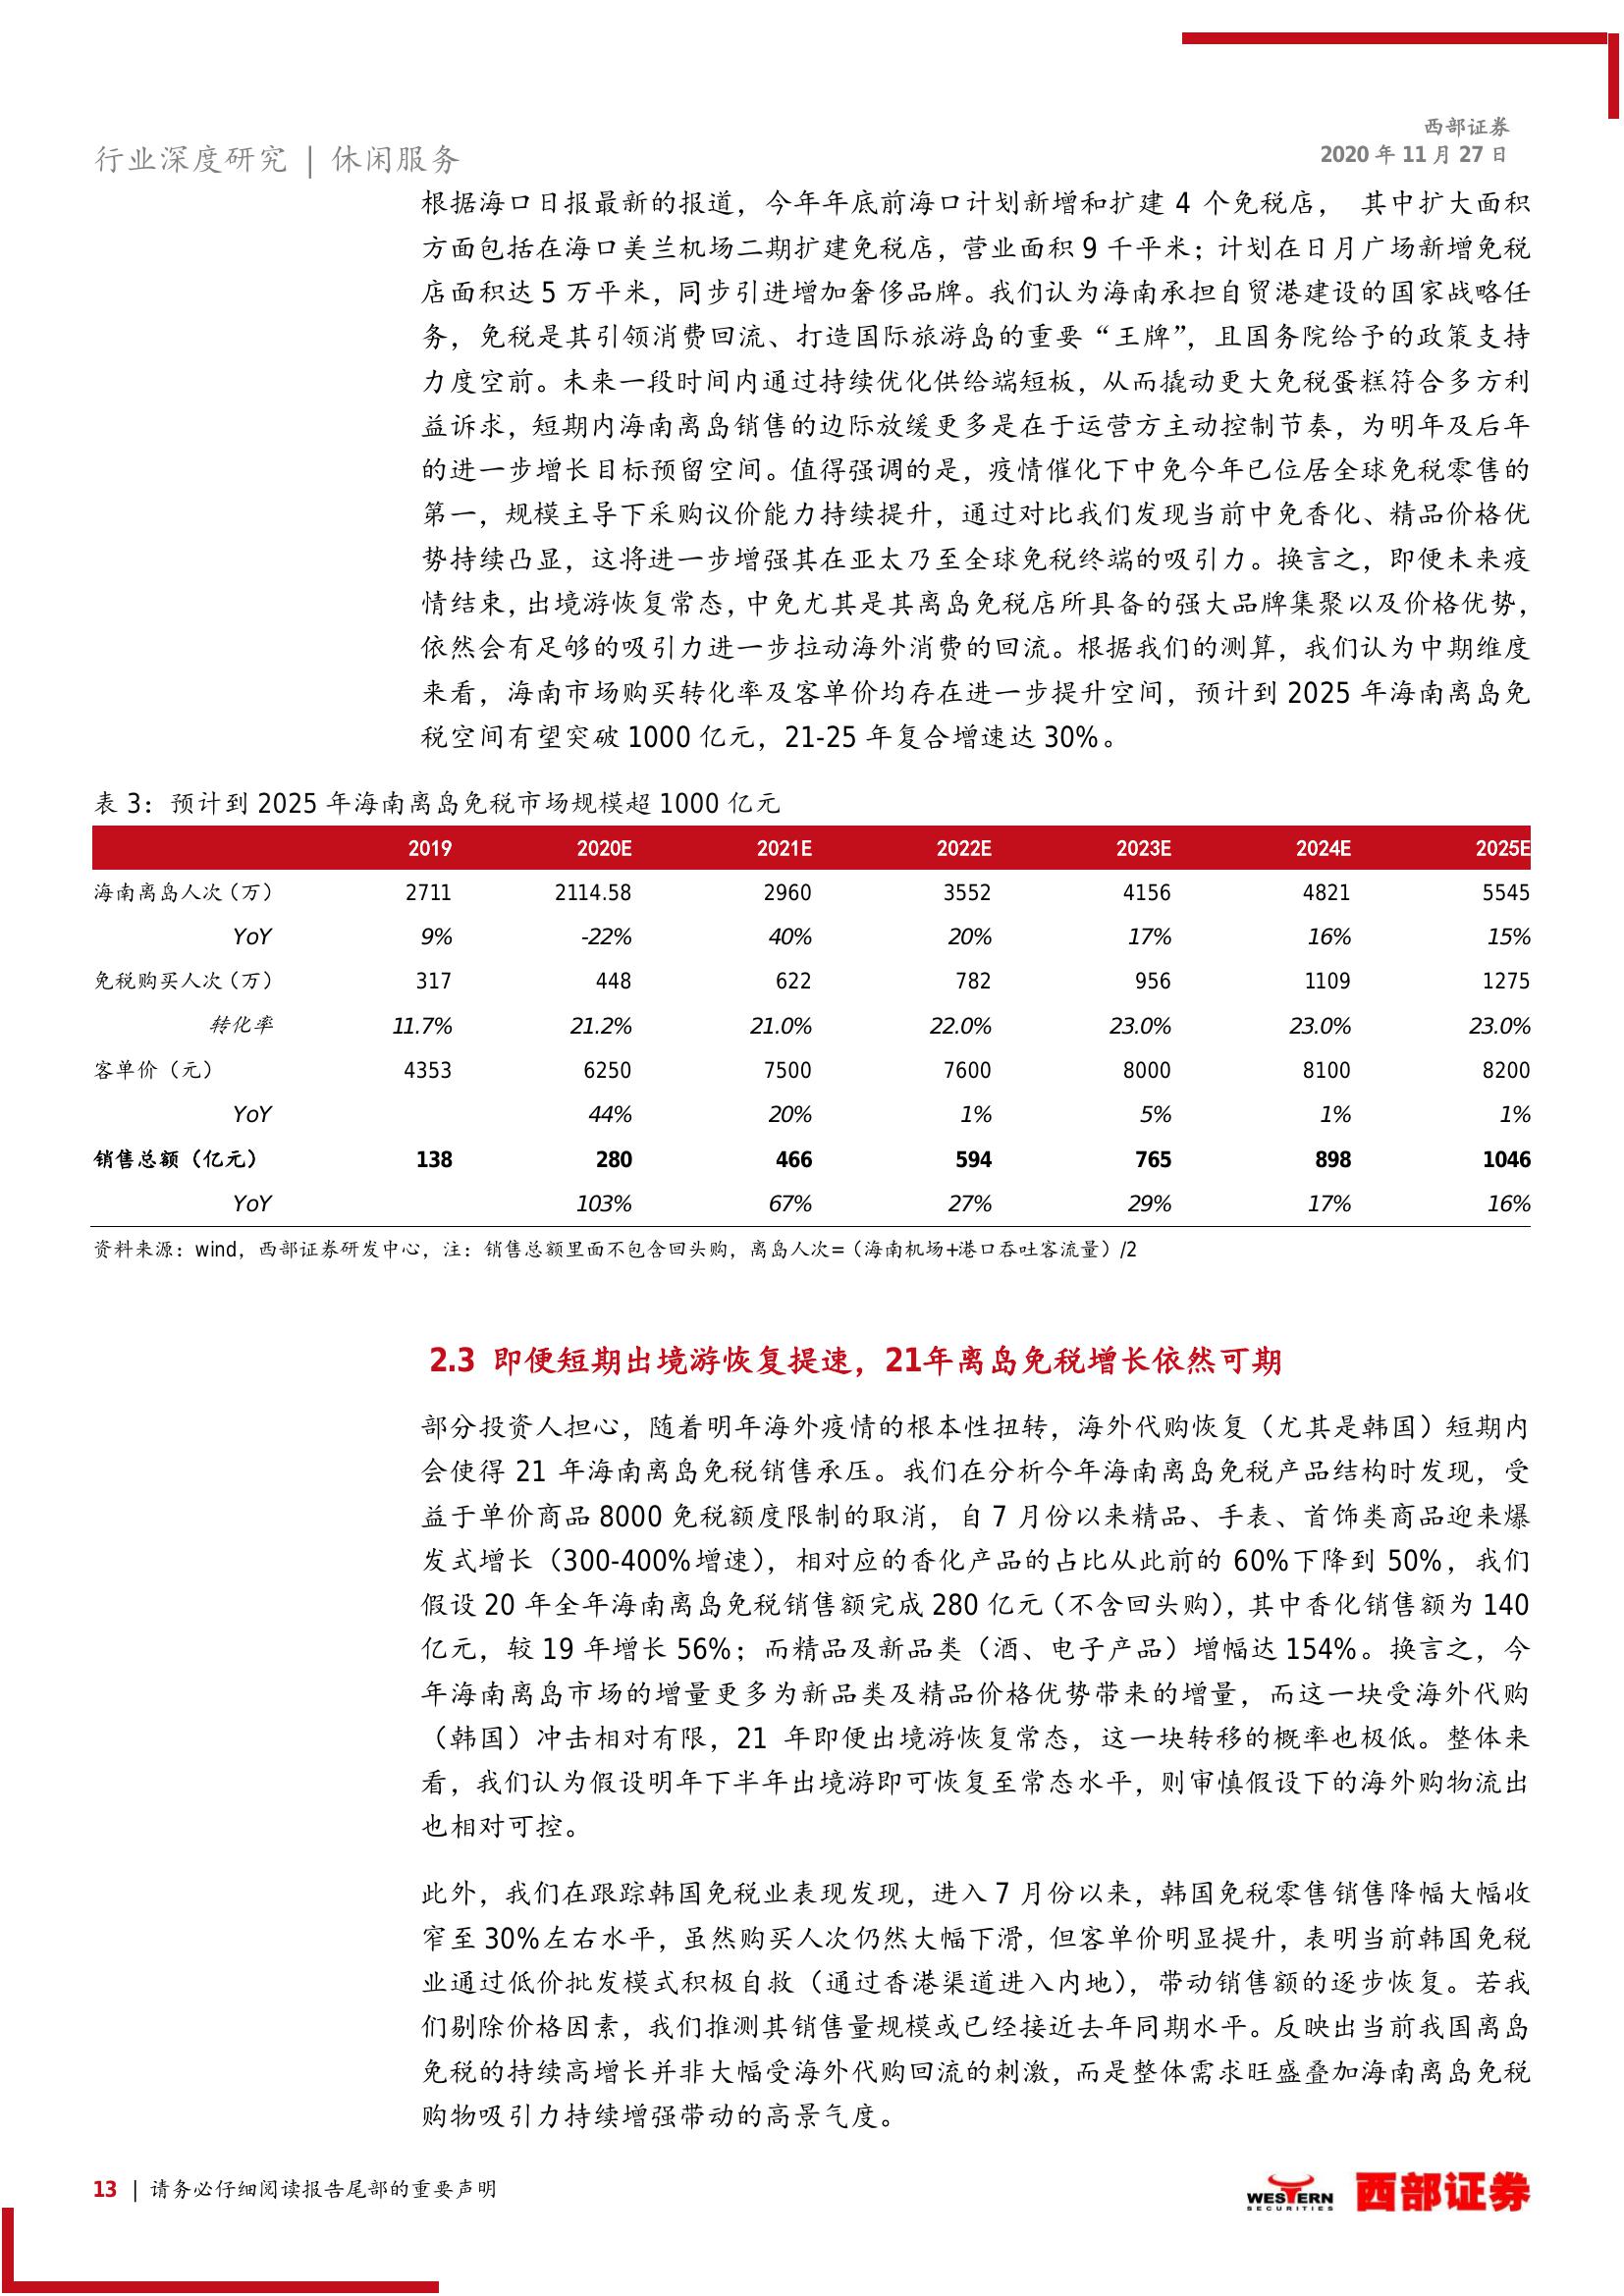 西部证券
2020 年 11 月 27 日
行业深度研究 | 休闲服务
根据海口日报最新的报道，今年年底前海口计划新增和扩建 4 个免税店， 其中扩大面积
方面包括在海口美兰机场二期扩建免税店，营业面积 9 千平米；计划在日月广场新增免税
店面积达 5 万平米，同步引进增加奢侈品牌。我们认为海南承担自贸港建设的国家战略任
务，免税是其引领消费回流、打造国际旅游岛的重要“王牌”，且国务院给予的政策支持
力度空前。未来一段时间内通过持续优化供给端短板，从而撬动更大免税蛋糕符合多方利
益诉求，短期内海南离岛销售的边际放缓更多是在于运营方主动控制节奏，为明年及后年
的进一步增长目标预留空间。值得强调的是，疫情催化下中免今年已位居全球免税零售的
第一，规模主导下采购议价能力持续提升，通过对比我们发现当前中免香化、精品价格优
势持续凸显，这将进一步增强其在亚太乃至全球免税终端的吸引力。换言之，即便未来疫
情结束，出境游恢复常态，中免尤其是其离岛免税店所具备的强大品牌集聚以及价格优势，
依然会有足够的吸引力进一步拉动海外消费的回流。根据我们的测算，我们认为中期维度
来看，海南市场购买转化率及客单价均存在进一步提升空间，预计到 2025 年海南离岛免
税空间有望突破 1000 亿元，21-25 年复合增速达 30%。
表 3：预计到 2025 年海南离岛免税市场规模超 1000 亿元
2019 2020E 2021E 2022E 2023E 2024E 2025E
海南离岛人次（万） 2711 2114.58 2960 3552 4156 4821 5545
YoY 9% -22% 40% 20% 17% 16% 15%
免税购买人次（万） 317 448 622 782 956 1109 1275
转化率 11.7% 21.2% 21.0% 22.0% 23.0% 23.0% 23.0%
客单价（元） 4353 6250 7500 7600 8000 8100 8200
YoY 44% 20% 1% 5% 1% 1%
销售总额（亿元） 138 280 466 594 765 898 1046
YoY 103% 67% 27% 29% 17% 16%
资料来源：wind，西部证券研发中心，注：销售总额里面不包含回头购，离岛人次=（海南机场+港口吞吐客流量）/2
2.3 即便短期出境游恢复提速，21年离岛免税增长依然可期
部分投资人担心，随着明年海外疫情的根本性扭转，海外代购恢复（尤其是韩国）短期内
会使得 21 年海南离岛免税销售承压。我们在分析今年海南离岛免税产品结构时发现，受
益于单价商品 8000 免税额度限制的取消，自 7 月份以来精品、手表、首饰类商品迎来爆
发式增长（300-400%增速），相对应的香化产品的占比从此前的 60%下降到 50%，我们
假设 20 年全年海南离岛免税销售额完成 280 亿元（不含回头购），其中香化销售额为 140
亿元，较 19 年增长 56%；而精品及新品类（酒、电子产品）增幅达 154%。换言之，今
年海南离岛市场的增量更多为新品类及精品价格优势带来的增量，而这一块受海外代购
（韩国）冲击相对有限，21 年即便出境游恢复常态，这一块转移的概率也极低。整体来
看，我们认为假设明年下半年出境游即可恢复至常态水平，则审慎假设下的海外购物流出
也相对可控。
此外，我们在跟踪韩国免税业表现发现，进入 7 月份以来，韩国免税零售销售降幅大幅收
窄至 30%左右水平，虽然购买人次仍然大幅下滑，但客单价明显提升，表明当前韩国免税
业通过低价批发模式积极自救（通过香港渠道进入内地），带动销售额的逐步恢复。若我
们剔除价格因素，我们推测其销售量规模或已经接近去年同期水平。反映出当前我国离岛
免税的持续高增长并非大幅受海外代购回流的刺激，而是整体需求旺盛叠加海南离岛免税
购物吸引力持续增强带动的高景气度。
13 | 请务必仔细阅读报告尾部的重要声明
WESTERN
SECURITIES
西部证券